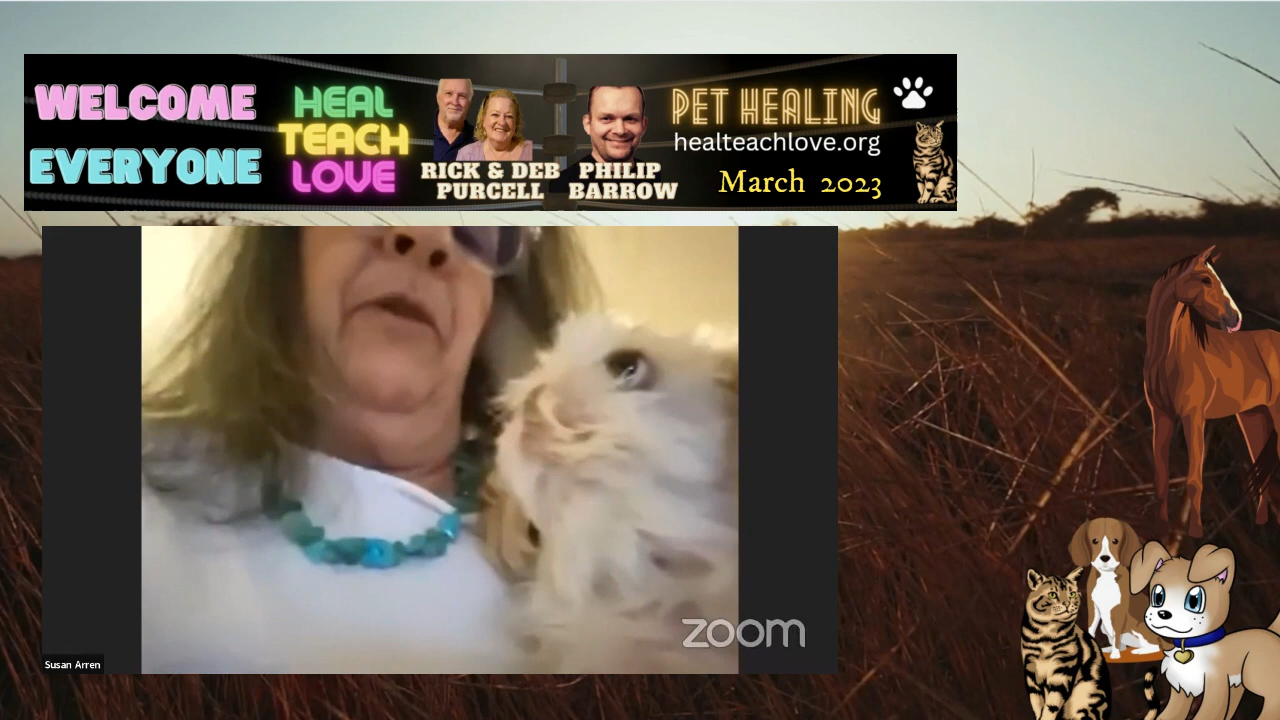 WELCOME
EVERYONE
HEAL
TEACH
LOVE
RICK & DEB
PURCELL
PHILIP
BARROW
PET HEALING
healteachlove.org
March 2023
zoom
Susan Arren